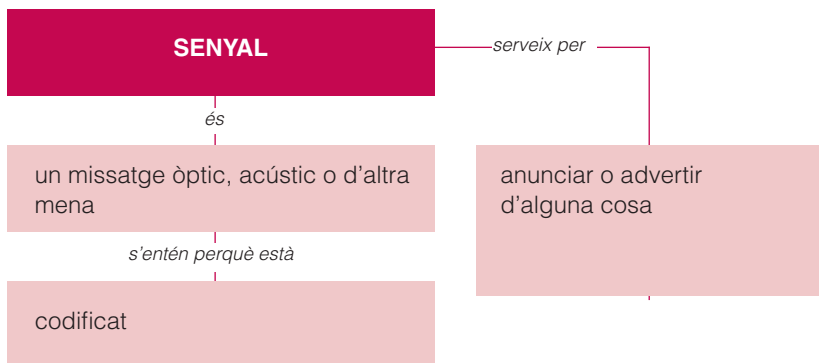 SENYAL
serveix per
és
un missatge òptic, acústic o d'altra
mena
anunciar o advertir
d'alguna cosa
s'entén perquè està
codificat